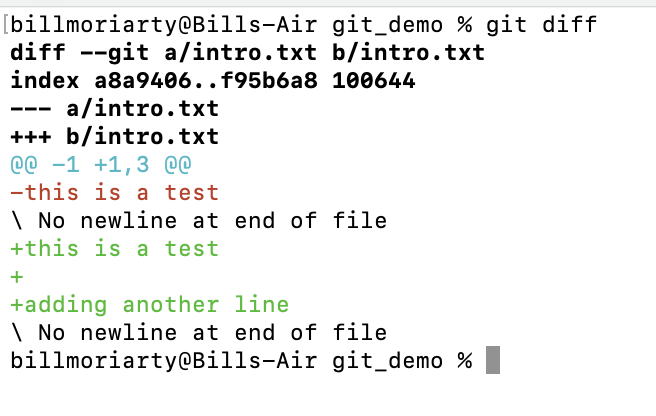 [billmoriarty@Bills-Air git_demo % git diff
diff --git a/intro.txt b/intro.txt
index a8a9406..f95b6a8 100644
--- a/intro.txt
+++ b/intro.txt
@@ -1 +1,3 @@
-this is a test
\ No newline at end of file
+this is a test
+
+adding another line
\ No newline at end of file
billmoriarty@Bills-Air git_demo %